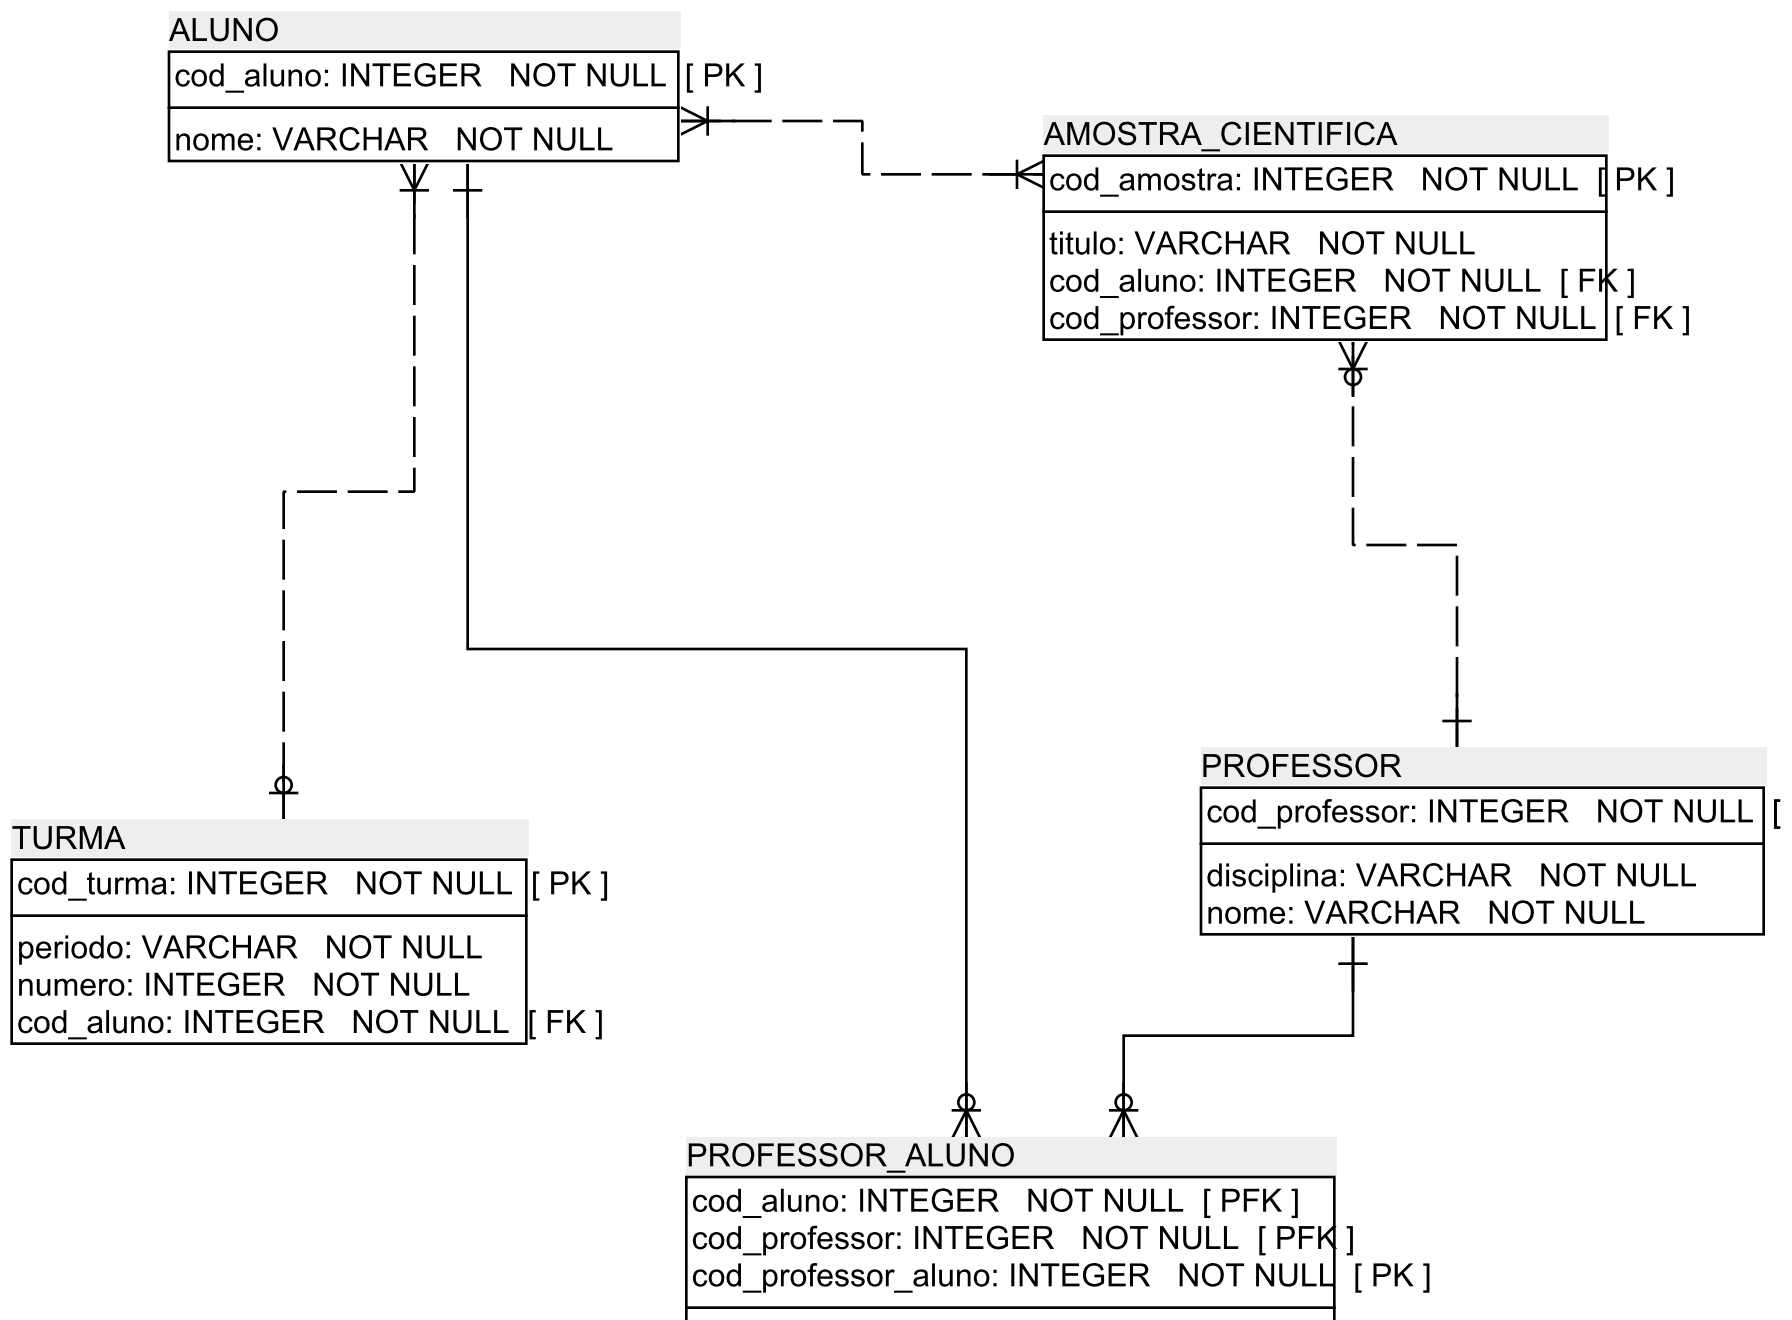 ALUNO
cod_aluno: INTEGER NOT NULL [ PK ]
nome: VARCHAR NOT NULL
AMOSTRA_CIENTIFICA
cod_amostra: INTEGER NOT NULL [ PK ]
titulo: VARCHAR NOT NULL
cod_aluno: INTEGER NOT NULL [ FK ]
cod_professor: INTEGER NOT NULL [ FK ]
PROFESSOR
cod_professor: INTEGER NOT NULL [
disciplina: VARCHAR NOT NULL
nome: VARCHAR NOT NULL
TURMA
cod_turma: INTEGER NOT NULL [ PK ]
periodo: VARCHAR NOT NULL
numero: INTEGER NOT NULL
cod_aluno: INTEGER NOT NULL [ FK ]
PROFESSOR_ALUNO
cod_aluno: INTEGER NOT NULL [ PFK ]
cod_professor: INTEGER NOT NULL [ PFK ]
cod_professor_aluno: INTEGER NOT NULL [ PK ]